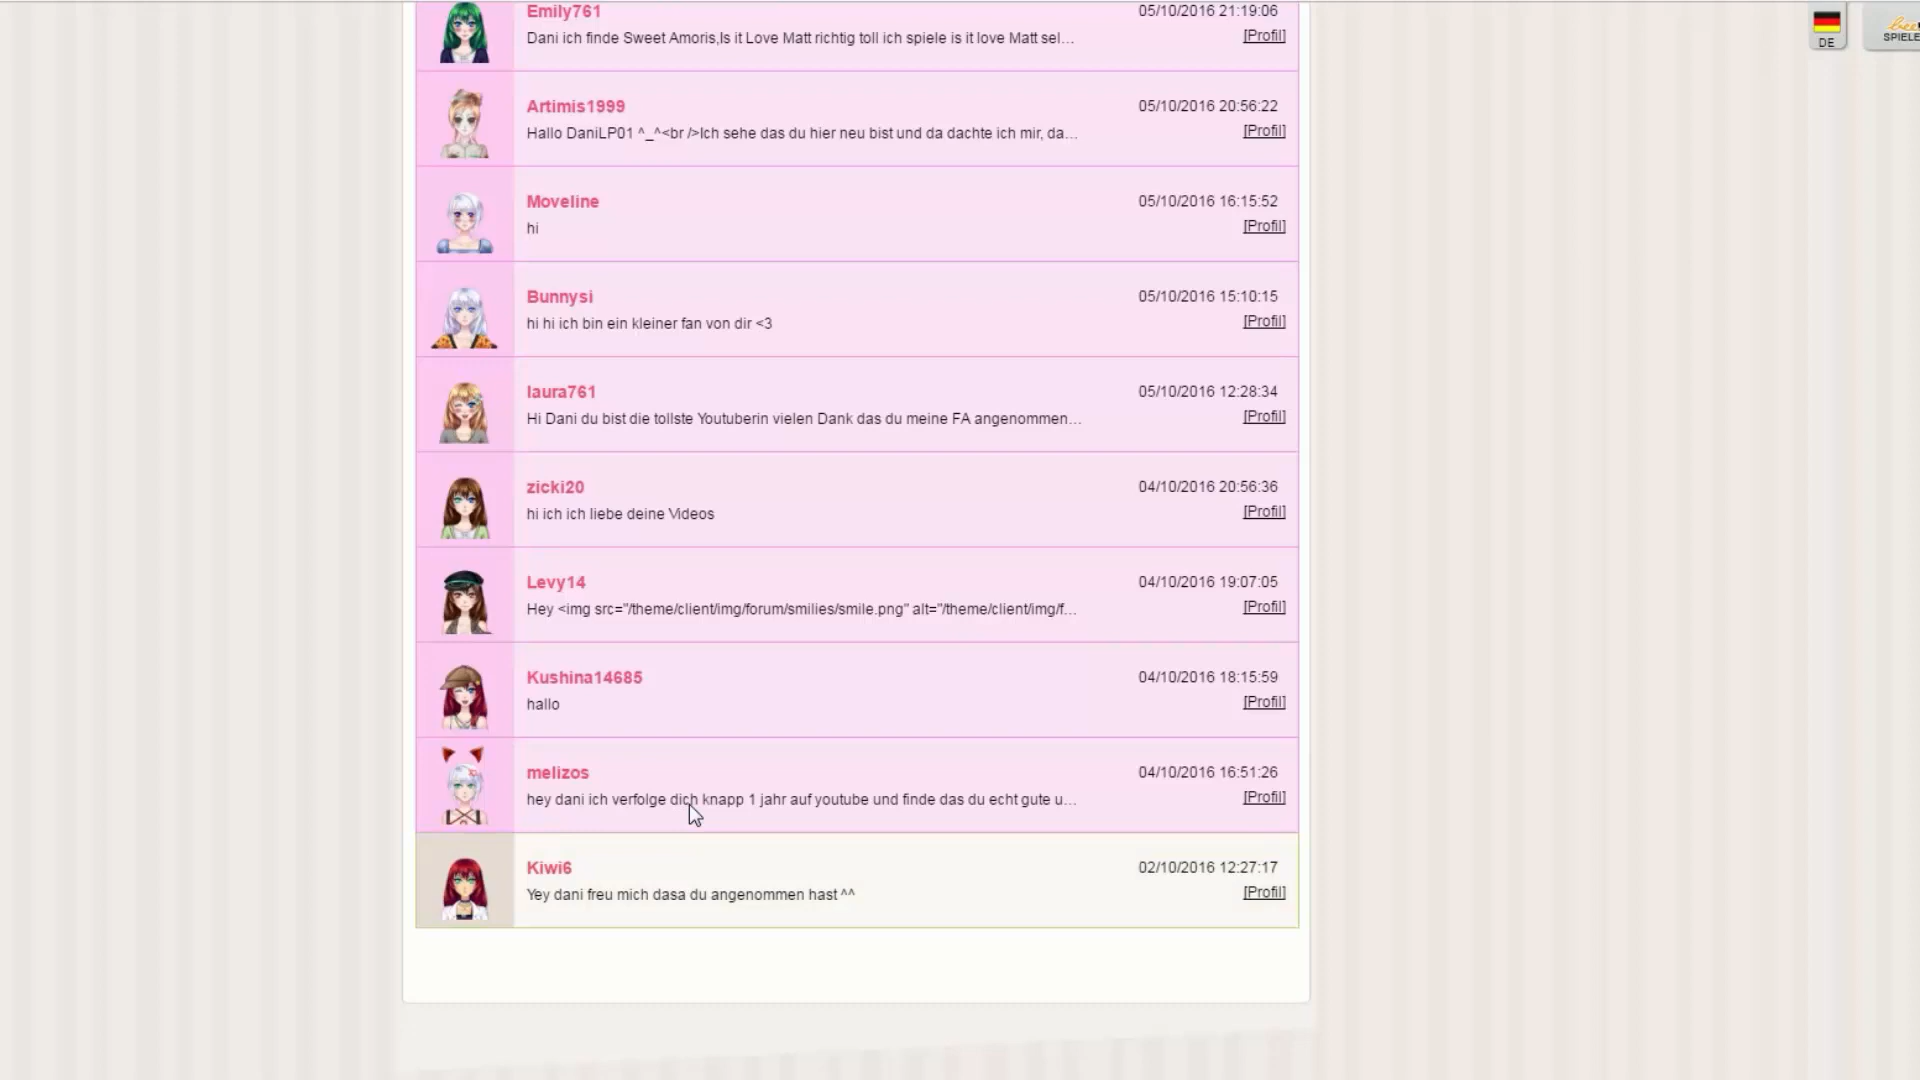 Emily761 05/10/2016 21:19:06
Dani ich finde Sweet Amoris,Is it Love Matt richtig toll ich spiele is it love Matt sel... [Profil]
DE
SPIELE
Artimis1999 05/10/2016 20:56:22
Hallo DaniLP01 ^_^<br />Ich sehe das du hier neu bist und da dachte ich mir, da... [Profil]
Moveline 05/10/2016 16:15:52
hi [Profil]
Bunnysi 05/10/2016 15:10:15
hi hi ich bin ein kleiner fan von dir <3 [Profil]
laura761 05/10/2016 12:28:34
Hi Dani du bist die tollste Youtuberin vielen Dank das du meine FA angenommen... [Profil]
zicki20 04/10/2016 20:56:36
hi ich ich liebe deine Videos [Profil]
Levy14 04/10/2016 19:07:05
Hey <img src="/theme/client/img/forum/smilies/smile.png" alt="/theme/client/img/f... [Profil]
Kushina14685 04/10/2016 18:15:59
hallo [Profil]
melizos 04/10/2016 16:51:26
hey dani ich verfolge dich knapp 1 jahr auf youtube und finde das du echt gute u... [Profil]
Kiwi6 02/10/2016 12:27:17
Yey dani freu mich dasa du angenommen hast ^^ [Profil]